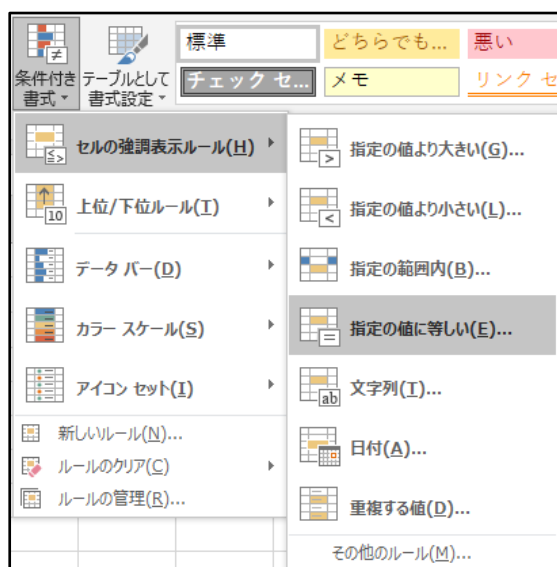 標準
どちらでも...
悪い
条件付き
書式
テーブルとして
書式設定
チェック セ...
メモ
リンク セ
セルの強調表示ルール(H)
上位/下位ルール(T)
データ バー(D)
カラー スケール(S)
アイコン セット(I)
新しいルール(N)...
ルールのクリア(C)
ルールの管理(R)...
指定の値より大きい(G)...
指定の値より小さい(L)...
指定の範囲内(B)...
指定の値に等しい(E)...
文字列(T)...
日付(A)...
重複する値(D)...
その他のルール(M)...
10
ab